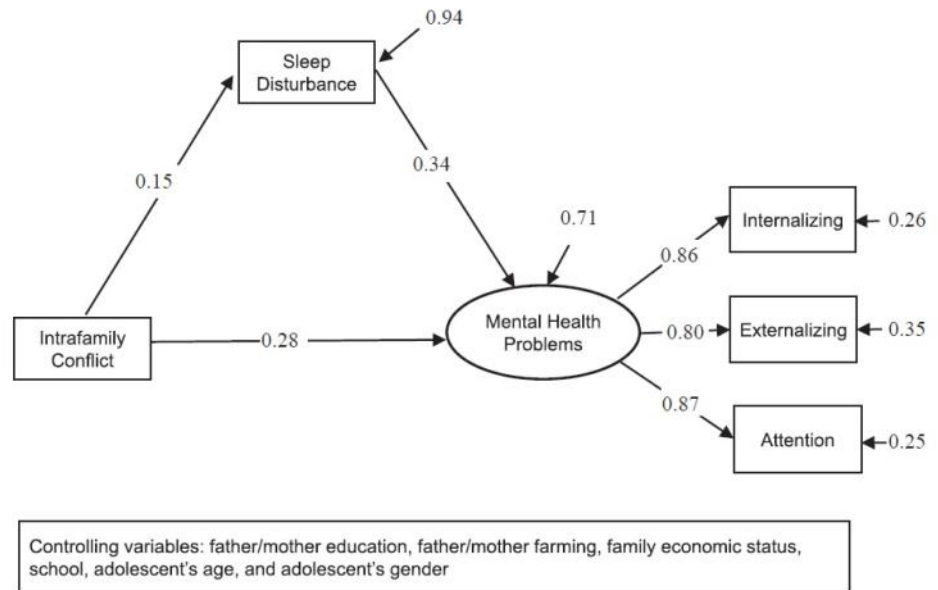 0.94
Sleep
Disturbance
0.15
0.34
0.71
Internalizing
0.26
0.86
Intrafamily
Conflict
0.28
Mental Health
Problems
0.80
Externalizing
0.35
0.87
Attention
0.25
Controlling variables: father/mother education, father/mother farming, family economic status,
school, adolescent's age, and adolescent's gender